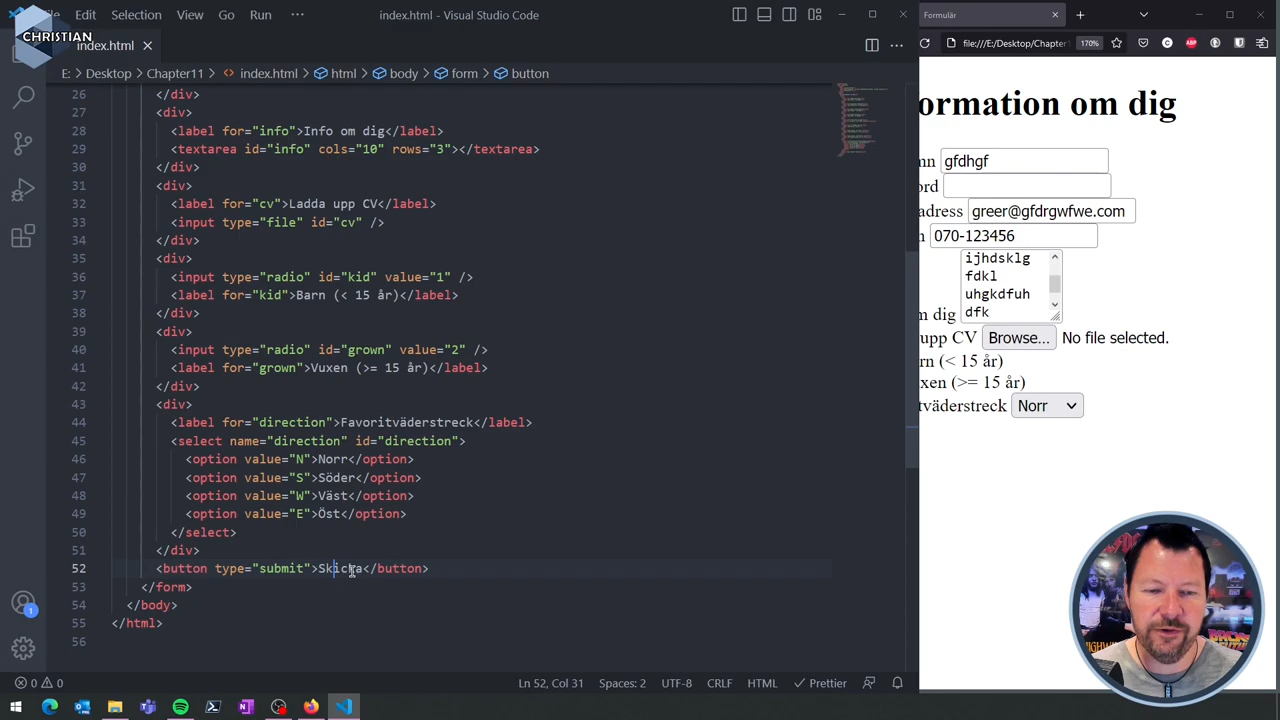 File Edit Selection View Go Run ··· index.html - Visual Studio Code
CHRISTIAN
index.html
E: > Desktop > Chapter11 > index.html > html > body > form > button
26 </div>
27 <div>
28 <label for="info">Info om dig</label>
29 <textarea id="info" cols="10" rows="3"></textarea>
30 </div>
31 <div>
32 <label for="cv">Ladda upp CV</label>
33 <input type="file" id="cv" />
34 </div>
35 <div>
36 <input type="radio" id="kid" value="1" />
37 <label for="kid">Barn (< 15 år)</label>
38 </div>
39 <div>
40 <input type="radio" id="grown" value="2" />
41 <label for="grown">Vuxen (>= 15 år)</label>
42 </div>
43 <div>
44 <label for="direction">Favoritväderstreck</label>
45 <select name="direction" id="direction">
46 <option value="N">Norr</option>
47 <option value="S">Söder</option>
48 <option value="W">Väst</option>
49 <option value="E">Öst</option>
50 </select>
51 </div>
52 <button type="submit">Skicka</button>
53 </form>
54 </body>
55 </html>
56
0 0 Ln 52, Col 31 Spaces: 2 UTF-8 CRLF HTML Prettier
1
Formulär
file:///E:/Desktop/Chapter 170%
ormation om dig
mn gfdhgf
ord
adress greer@gfdrgwfwe.com
n 070-123456
ijhdsklg
fdkl
uhgkdfuh
dfk
m dig
upp CV Browse... No file selected.
rn (< 15 år)
xen (>= 15 år)
tväderstreck Norr